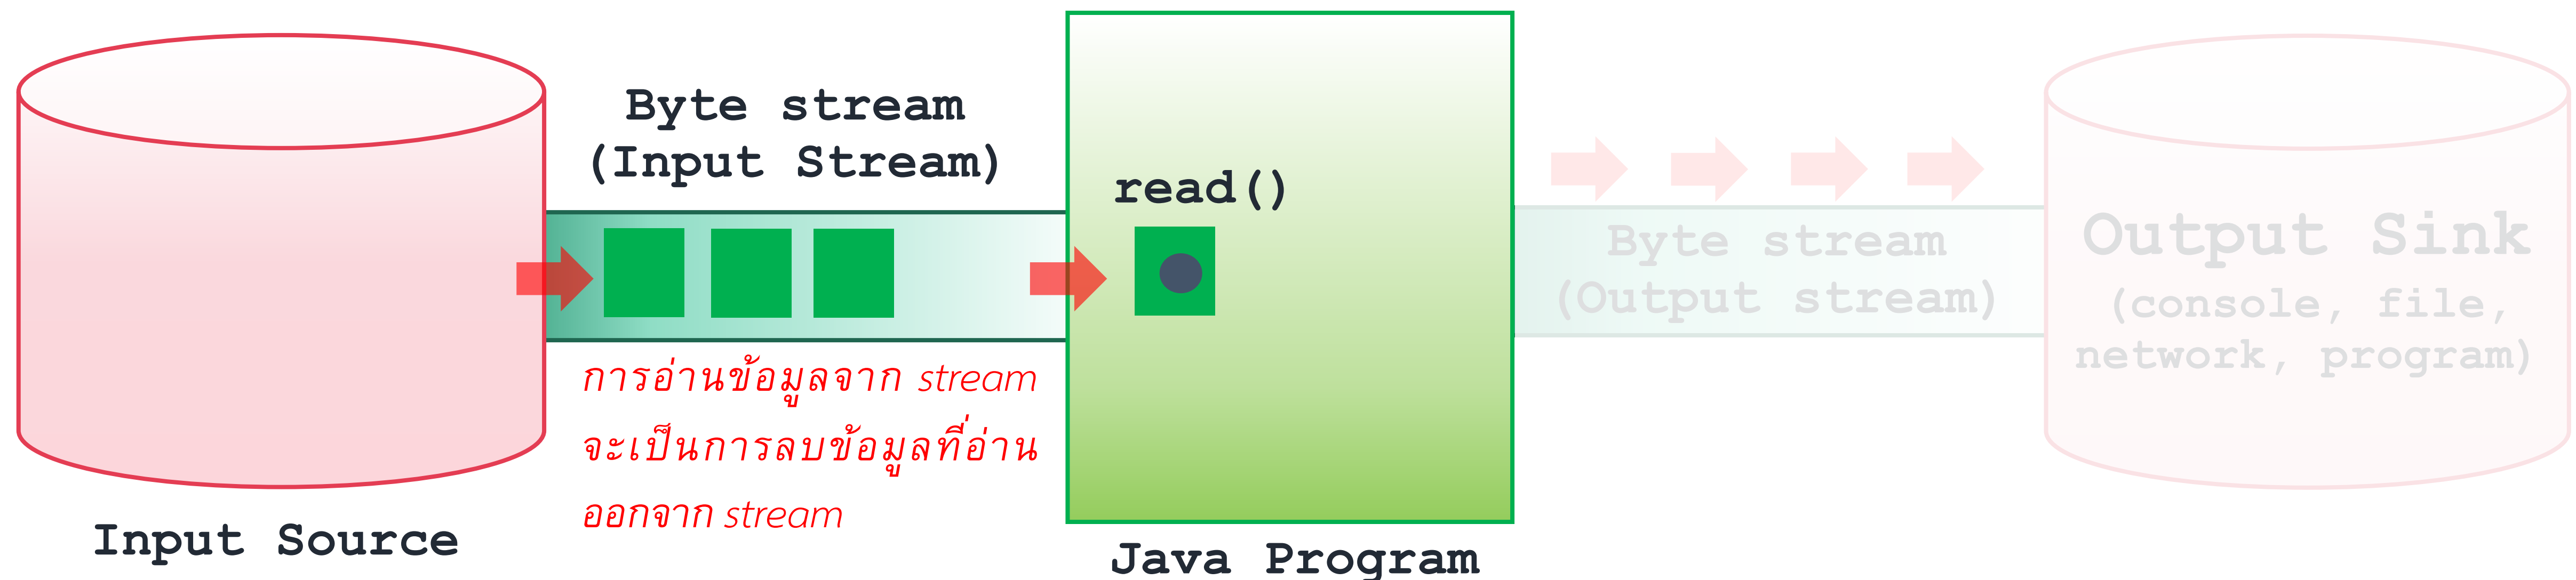 Byte stream
(Input Stream)
read()
การอ่านข้อมูลจาก stream
จะเป็นการลบข้อมูลที่อ่าน
ออกจาก stream
Input Source
Java Program
Byte stream
(Output stream)
Output Sink
(console, file,
network, program)